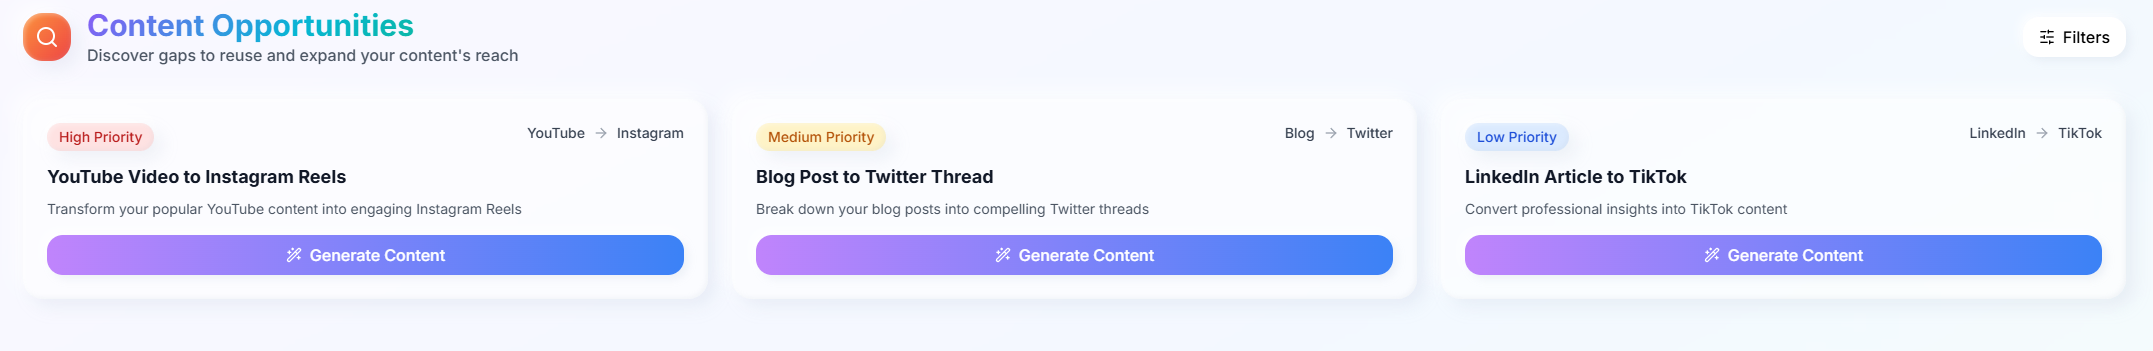 Content Opportunities
Discover gaps to reuse and expand your content's reach
Filters
High Priority
YouTube → Instagram
YouTube Video to Instagram Reels
Transform your popular YouTube content into engaging Instagram Reels
Generate Content
Medium Priority
Blog → Twitter
Blog Post to Twitter Thread
Break down your blog posts into compelling Twitter threads
Generate Content
Low Priority
LinkedIn → TikTok
LinkedIn Article to TikTok
Convert professional insights into TikTok content
Generate Content